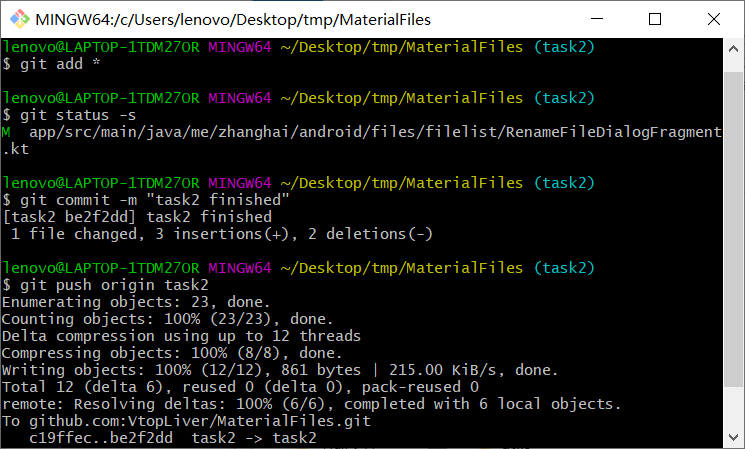 MINGW64:/c/Users/lenovo/Desktop/tmp/MaterialFiles
lenovo@LAPTOP-1TDM27OR MINGW64 ~/Desktop/tmp/MaterialFiles (task2)
$ git add *
lenovo@LAPTOP-1TDM27OR MINGW64 ~/Desktop/tmp/MaterialFiles (task2)
$ git status -s
M  app/src/main/java/me/zhanghai/android/files/filelist/RenameFileDialogFragment
.kt
lenovo@LAPTOP-1TDM27OR MINGW64 ~/Desktop/tmp/MaterialFiles (task2)
$ git commit -m "task2 finished"
[task2 be2f2dd] task2 finished
 1 file changed, 3 insertions(+), 2 deletions(-)
lenovo@LAPTOP-1TDM27OR MINGW64 ~/Desktop/tmp/MaterialFiles (task2)
$ git push origin task2
Enumerating objects: 23, done.
Counting objects: 100% (23/23), done.
Delta compression using up to 12 threads
Compressing objects: 100% (8/8), done.
Writing objects: 100% (12/12), 861 bytes | 215.00 KiB/s, done.
Total 12 (delta 6), reused 0 (delta 0), pack-reused 0
remote: Resolving deltas: 100% (6/6), completed with 6 local objects.
To github.com:VtopLiver/MaterialFiles.git
   c19ffec..be2f2dd  task2 -> task2